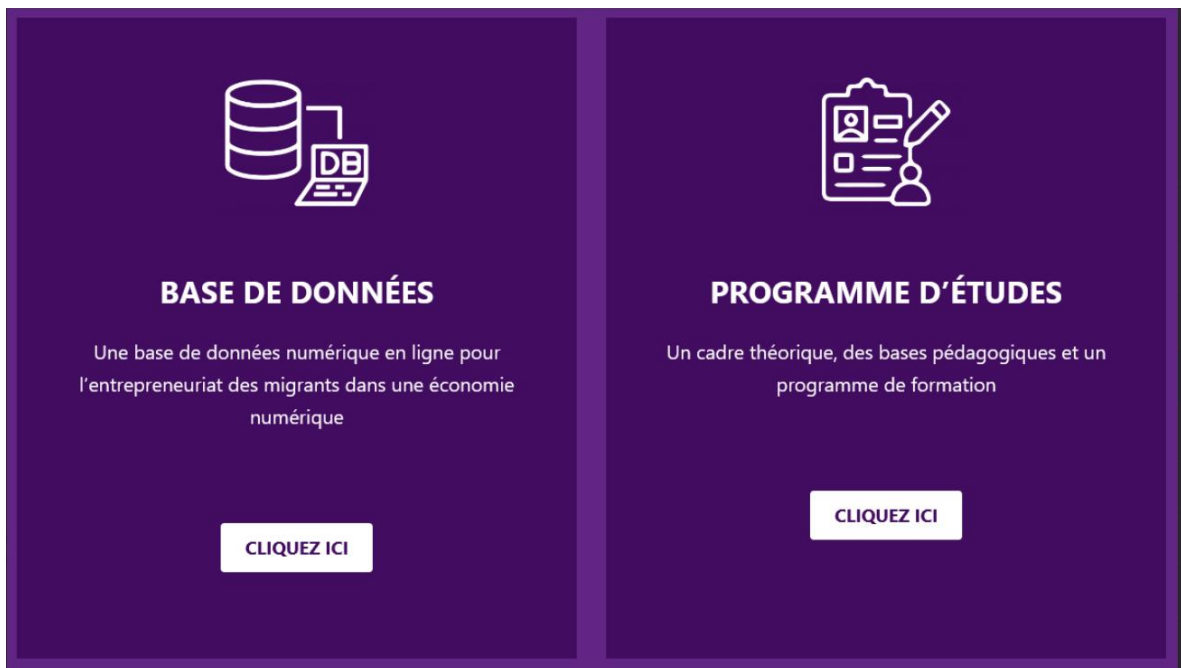 DB
BASE DE DONNÉES
Une base de données numérique en ligne pour
l’entrepreneuriat des migrants dans une économie
numérique
CLIQUEZ ICI
PROGRAMME D’ÉTUDES
Un cadre théorique, des bases pédagogiques et un
programme de formation
CLIQUEZ ICI